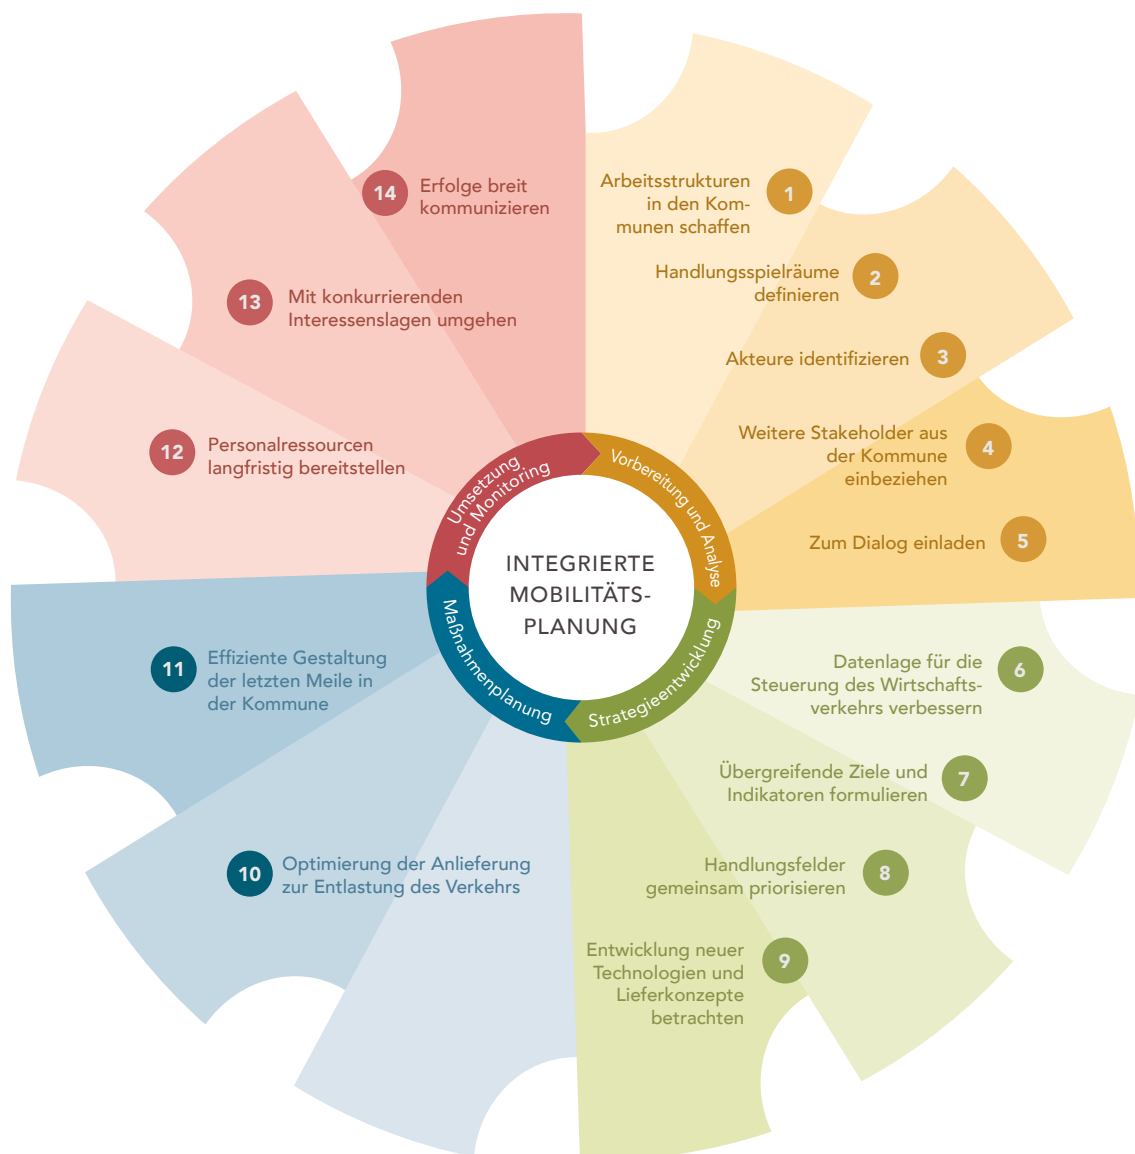 INTEGRIERTE
MOBILITÄTS-
PLANUNG
Vorbereitung und Analyse
Strategieentwicklung
Maßnahmenplanung
Umsetzung
und Monitoring
1
Arbeitsstrukturen
in den Kom-
munen schaffen
2
Handlungsspielräume
definieren
3
Akteure identifizieren
4
Weitere Stakeholder aus
der Kommune
einbeziehen
5
Zum Dialog einladen
6
Datenlage für die
Steuerung des Wirtschafts-
verkehrs verbessern
7
Übergreifende Ziele und
Indikatoren formulieren
8
Handlungsfelder
gemeinsam priorisieren
9
Entwicklung neuer
Technologien und
Lieferkonzepte
betrachten
10
Optimierung der Anlieferung
zur Entlastung des Verkehrs
11
Effiziente Gestaltung
der letzten Meile in
der Kommune
12
Personalressourcen
langfristig bereitstellen
13
Mit konkurrierenden
Interessenslagen umgehen
14
Erfolge breit
kommunizieren